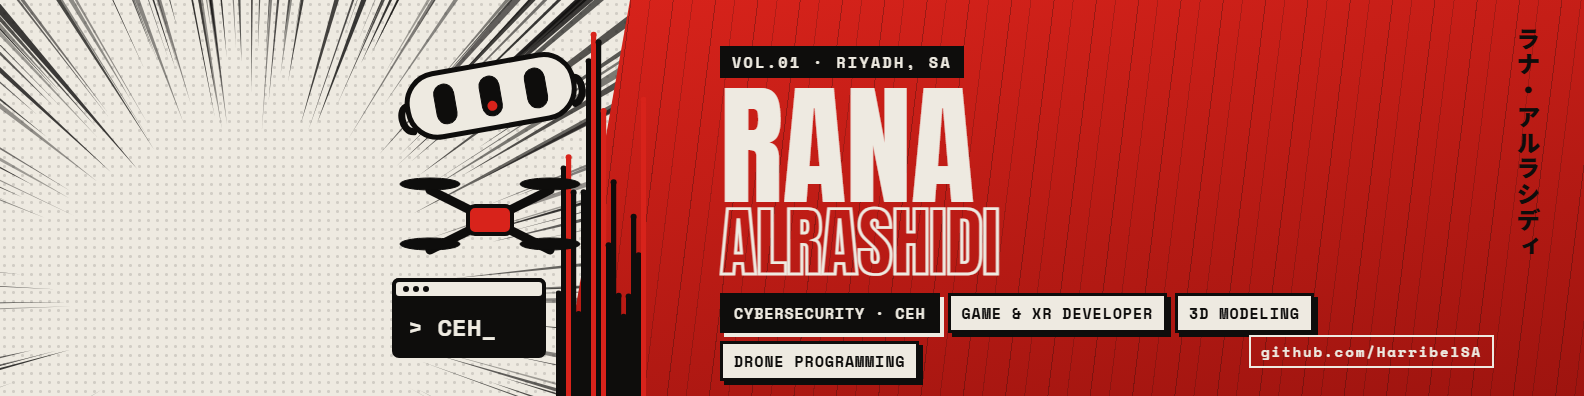 VOL.01 · RIYADH, SA
RANA
ALRASHIDI
CYBERSECURITY · CEH
GAME & XR DEVELOPER
3D MODELING
DRONE PROGRAMMING
github.com/HarribelSA
> CEH_
ラナ・アルラシディ